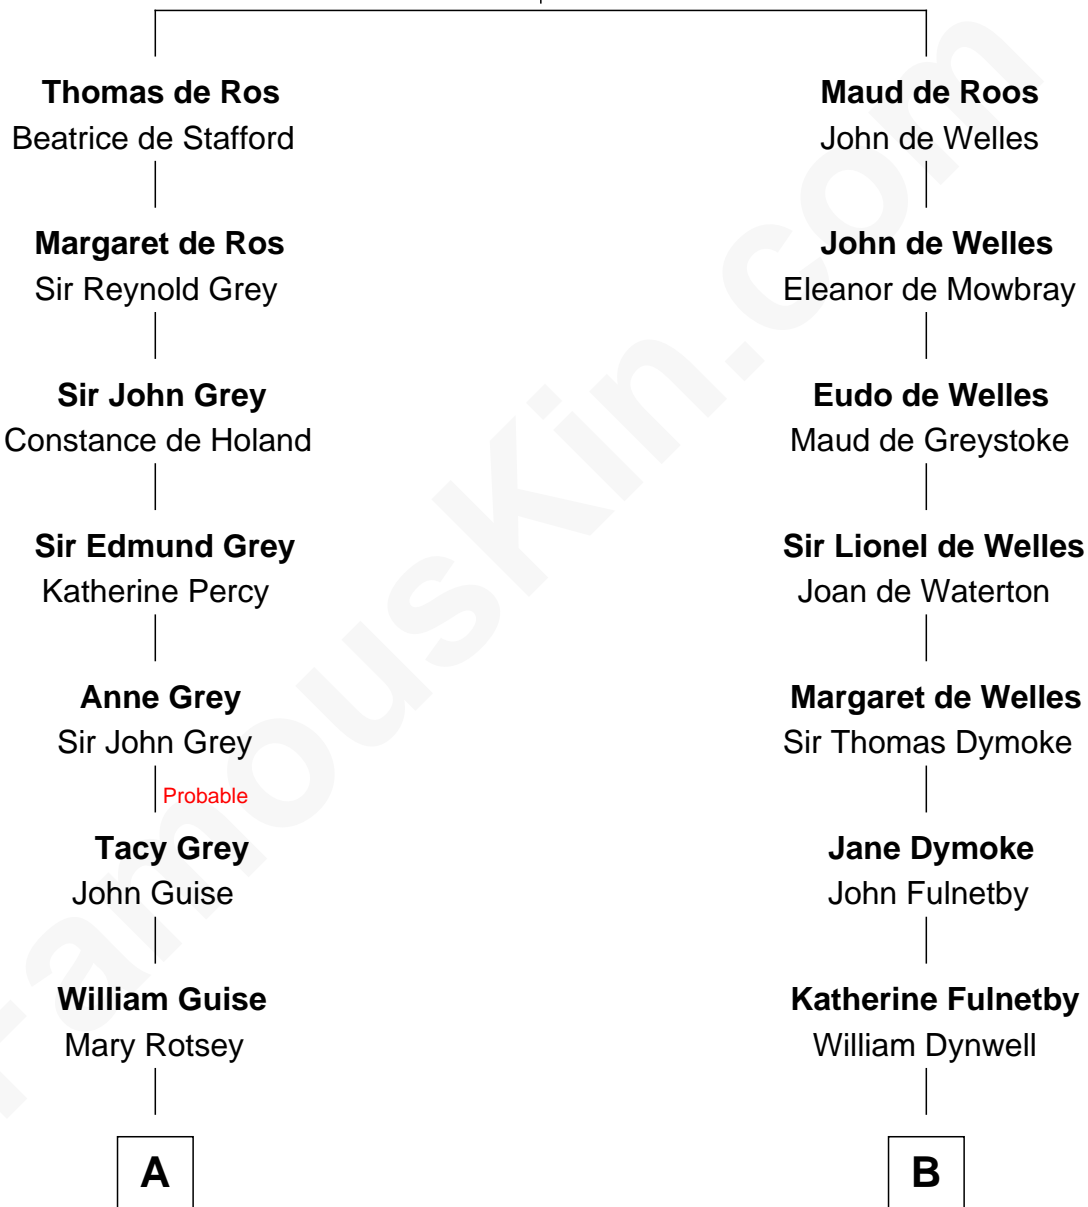 Thomas de Ros
Beatrice de Stafford
Maud de Roos
John de Welles
Margaret de Ros
Sir Reynold Grey
John de Welles
Eleanor de Mowbray
Sir John Grey
Constance de Holand
Eudo de Welles
Maud de Greystoke
Sir Edmund Grey
Katherine Percy
Sir Lionel de Welles
Joan de Waterton
Anne Grey
Sir John Grey
Margaret de Welles
Sir Thomas Dymoke
Probable
Tacy Grey
John Guise
Jane Dymoke
John Fulnetby
William Guise
Mary Rotsey
Katherine Fulnetby
William Dynwell
A
B
FamousKin.com